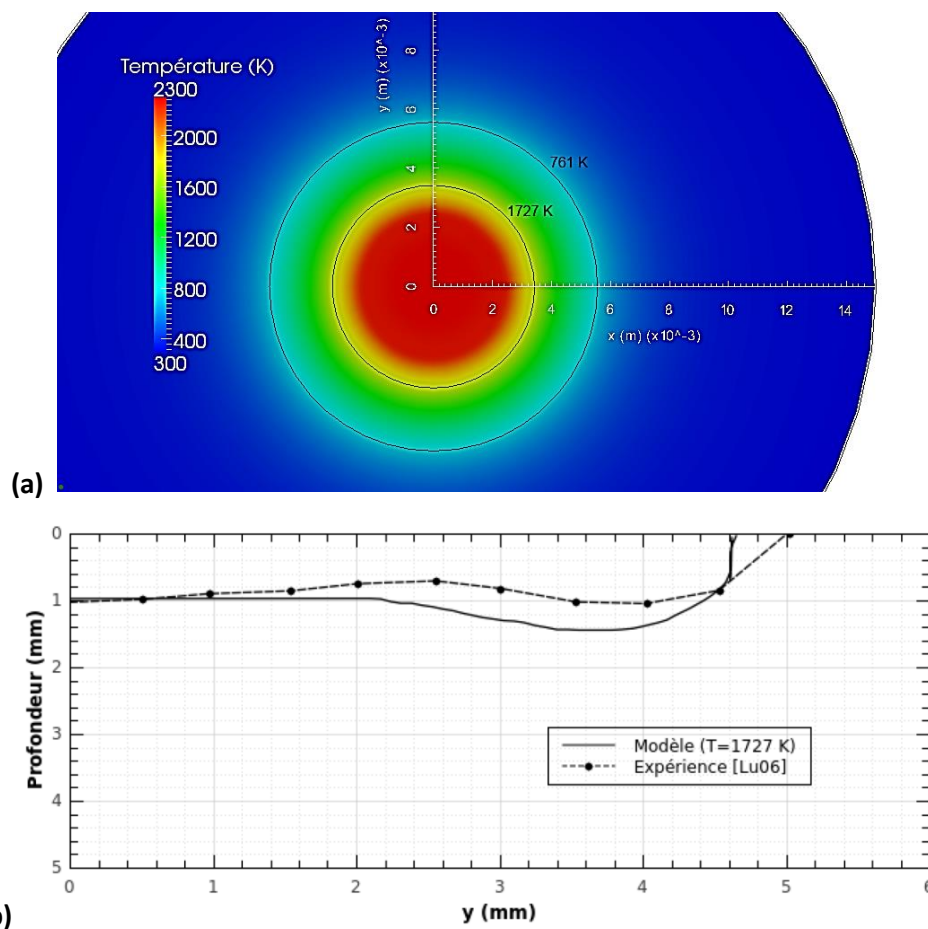 Température (K)
2300
2000
1600
1200
800
400
300
y (m) (x10^-3)
8
6
4
2
0
761 K
1727 K
0 2 4 6 8 10 12 14
x (m) (x10^-3)
(a)
0
1
2
3
4
5
Profondeur (mm)
Modèle (T=1727 K)
Expérience [Lu06]
0 1 2 3 4 5 6
y (mm)
)